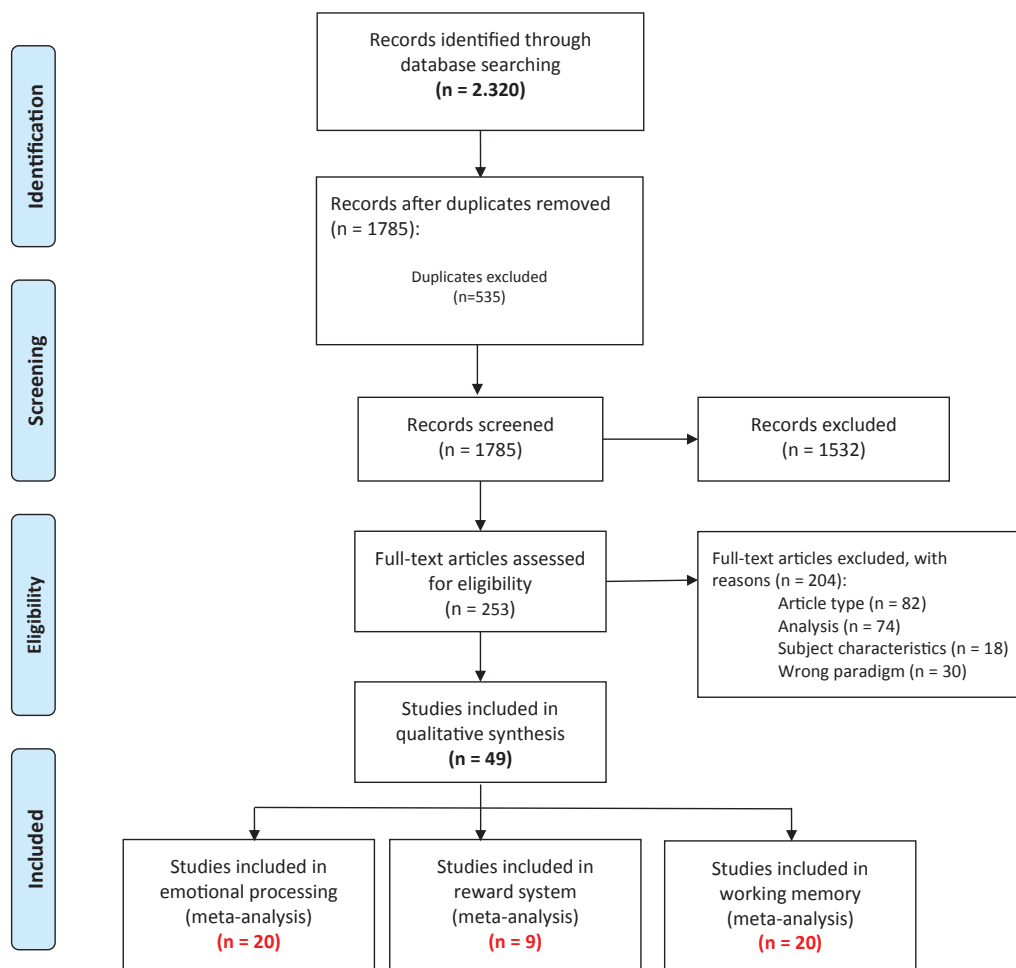 Records identified through
database searching
(n = 2.320)
Identification
Records after duplicates removed
(n = 1785):
Duplicates excluded
(n=535)
Screening
Records screened
(n = 1785)
Records excluded
(n = 1532)
Eligibility
Full-text articles assessed
for eligibility
(n = 253)
Full-text articles excluded, with
reasons (n = 204):
Article type (n = 82)
Analysis (n = 74)
Subject characteristics (n = 18)
Wrong paradigm (n = 30)
Studies included in
qualitative synthesis
(n = 49)
Included
Studies included in
emotional processing
(meta-analysis)
(n = 20)
Studies included in
reward system
(meta-analysis)
(n = 9)
Studies included in
working memory
(meta-analysis)
(n = 20)